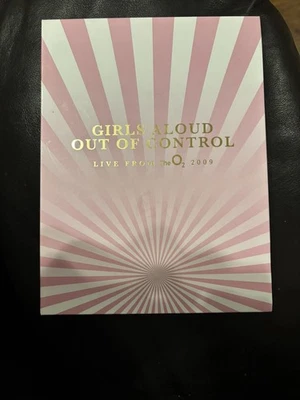 GIRLS ALOUD
OUT OF CONTROL
LIVE FROM The O2 2009